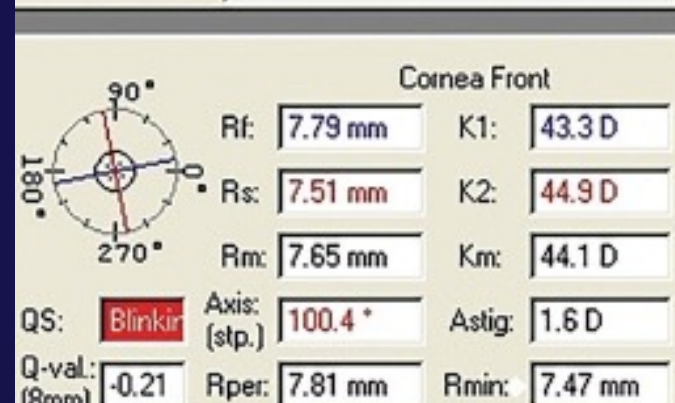 Cornea Front
90°
Rf: 7.79 mm K1: 43.3 D
180° 0° Rs: 7.51 mm K2: 44.9 D
270° Rm: 7.65 mm Km: 44.1 D
QS: Blinkin Axis: (stp.) 100.4 ° Astig: 1.6 D
Q-val.: (8mm) -0.21 Rper: 7.81 mm Rmin: 7.47 mm